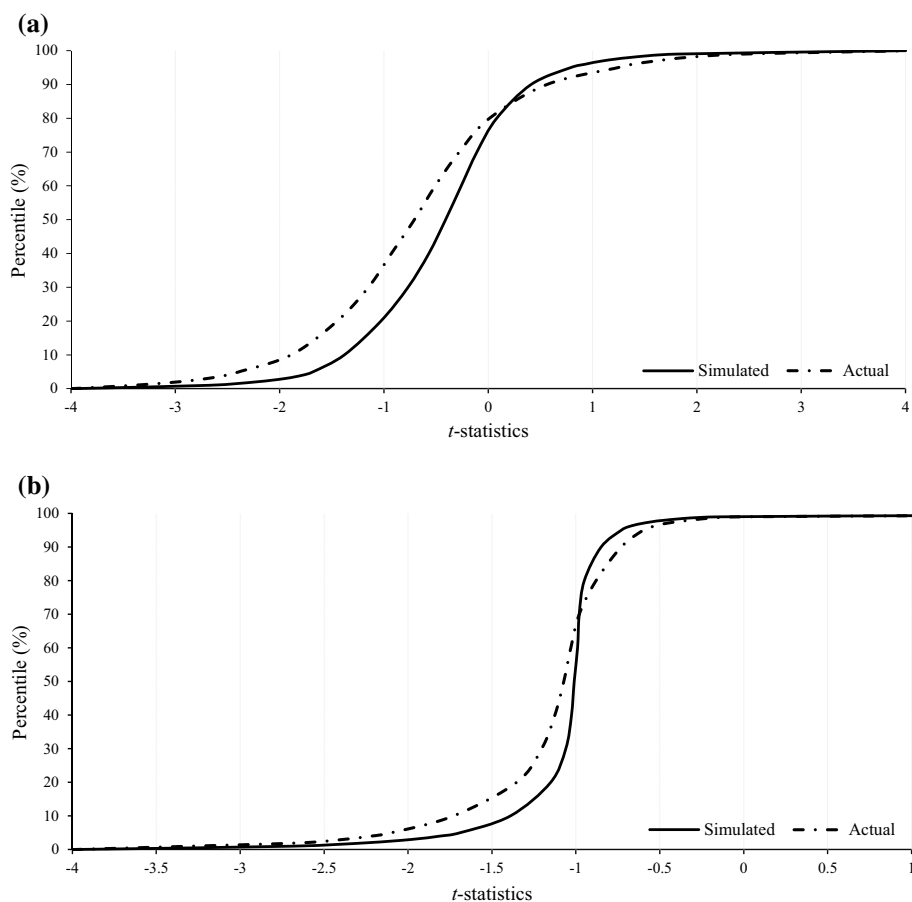 (a)
100
90
80
70
60
50
40
30
20
10
0
Percentile (%)
Simulated Actual
-4 -3 -2 -1 0 1 2 3 4
t-statistics
(b)
100
90
80
70
60
50
40
30
20
10
0
Percentile (%)
Simulated Actual
-4 -3.5 -3 -2.5 -2 -1.5 -1 -0.5 0 0.5 1
t-statistics